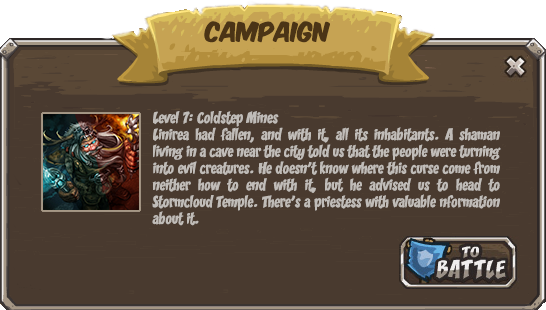 CAMPAIGN
Level 7: Coldstep Mines
Linirea had fallen, and with it, all its inhabitants. A shaman
living in a cave near the city told us that the people were turning
into evil creatures. He doesn't know where this curse come from
neither how to end with it, but he advised us to head to
Stormcloud Temple. There's a priestess with valuable nformation
about it.
TO
BATTLE